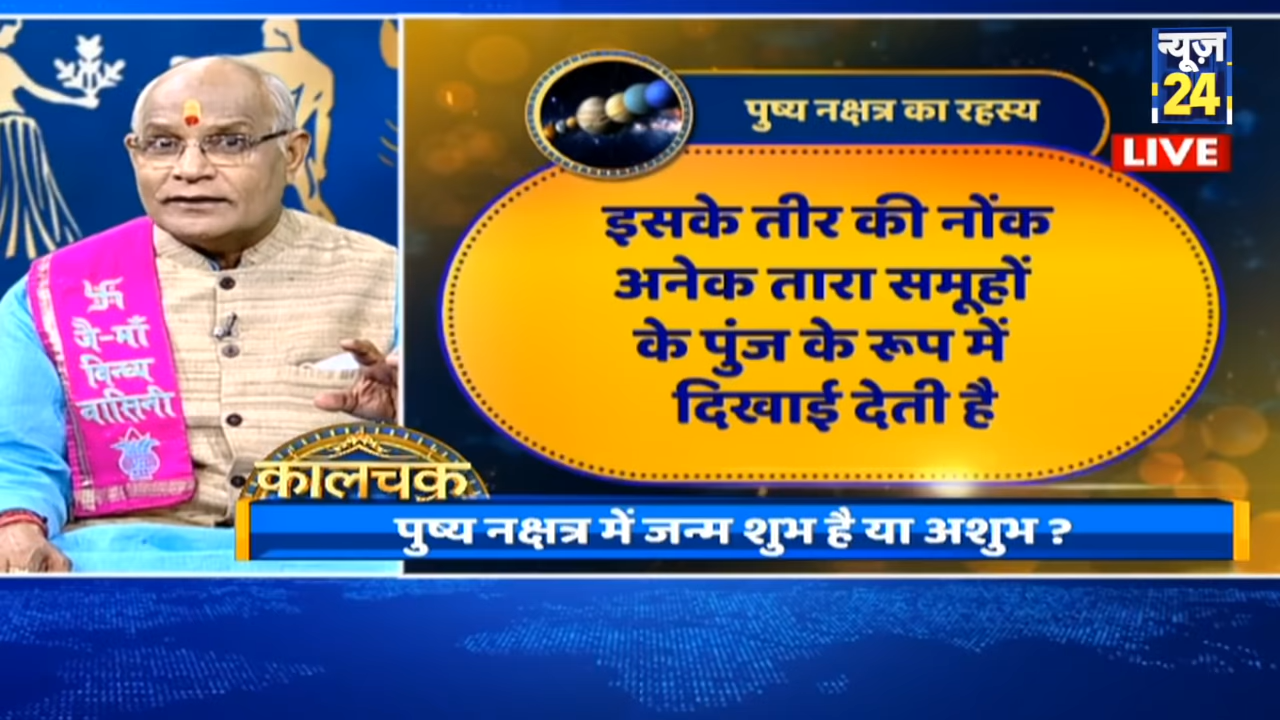 न्यूज़
24
LIVE
पुष्य नक्षत्र का रहस्य
इसके तीर की नोंक
अनेक तारा समूहों
के पुंज के रूप में
दिखाई देती है
जै-माँ
विन्ध्य
वासिनी
कालचक्र
पुष्य नक्षत्र में जन्म शुभ है या अशुभ ?